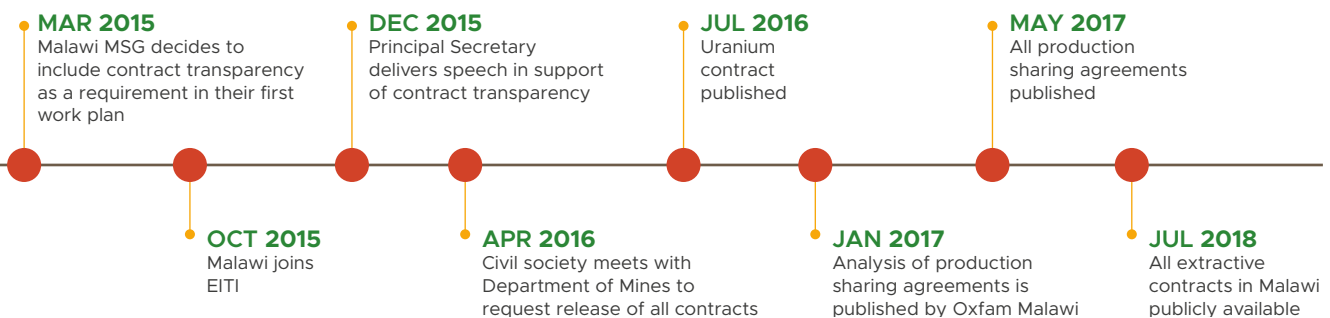 MAR 2015
Malawi MSG decides to
include contract transparency
as a requirement in their first
work plan
OCT 2015
Malawi joins
EITI
DEC 2015
Principal Secretary
delivers speech in support
of contract transparency
APR 2016
Civil society meets with
Department of Mines to
request release of all contracts
JUL 2016
Uranium
contract
published
JAN 2017
Analysis of production
sharing agreements is
published by Oxfam Malawi
MAY 2017
All production
sharing agreements
published
JUL 2018
All extractive
contracts in Malawi
publicly available